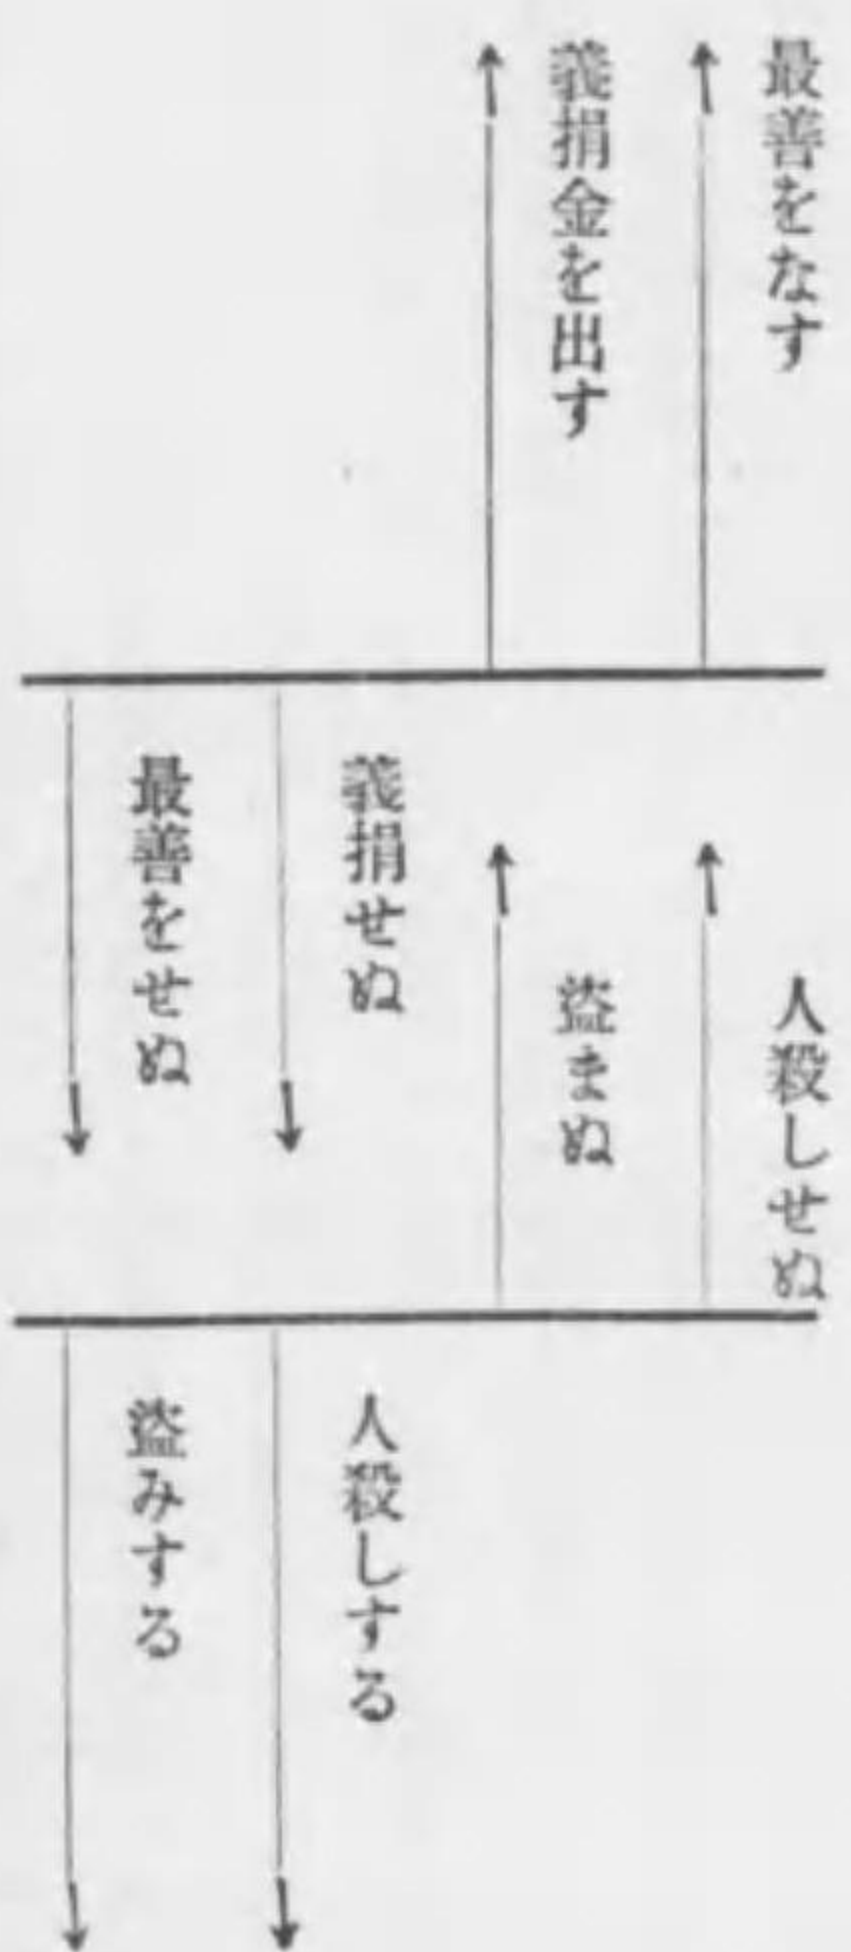 最善をなす
義捐金を出す
人殺しせぬ
盗まぬ
義捐せぬ
最善をせぬ
人殺しする
盗みする